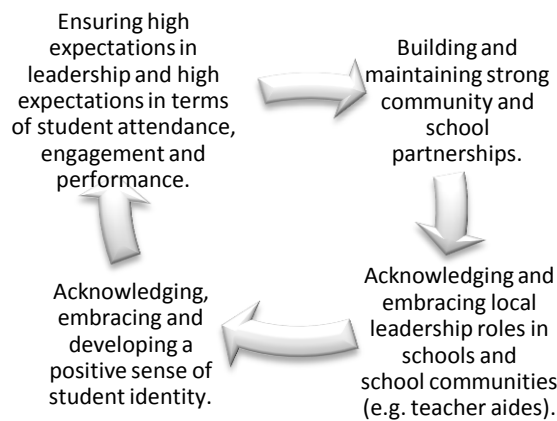 Ensuring high
expectations in
leadership and high
expectations in terms
of student attendance,
engagement and
performance.
Building and
maintaining strong
community and
school
partnerships.
Acknowledging and
embracing local
leadership roles in
schools and
school communities
(e.g. teacher aides).
Acknowledging,
embracing and
developing a
positive sense of
student identity.